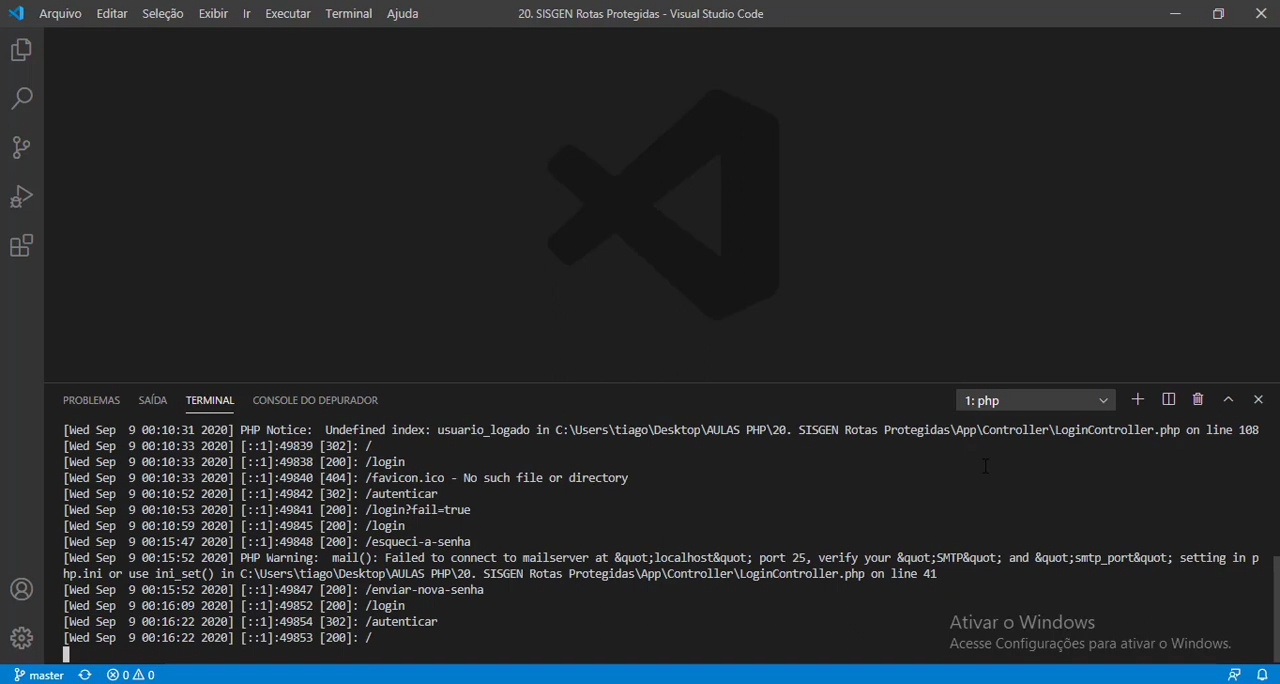 Arquivo Editar Seleção Exibir Ir Executar Terminal Ajuda 20. SISGEN Rotas Protegidas - Visual Studio Code
PROBLEMAS SAÍDA TERMINAL CONSOLE DO DEPURADOR 1: php
[Wed Sep  9 00:10:31 2020] PHP Notice:  Undefined index: usuario_logado in C:\Users\tiago\Desktop\AULAS PHP\20. SISGEN Rotas Protegidas\App\Controller\LoginController.php on line 108
[Wed Sep  9 00:10:33 2020] [::1]:49839 [302]: /
[Wed Sep  9 00:10:33 2020] [::1]:49838 [200]: /login
[Wed Sep  9 00:10:33 2020] [::1]:49840 [404]: /favicon.ico - No such file or directory
[Wed Sep  9 00:10:52 2020] [::1]:49842 [302]: /autenticar
[Wed Sep  9 00:10:53 2020] [::1]:49841 [200]: /login?fail=true
[Wed Sep  9 00:10:59 2020] [::1]:49845 [200]: /login
[Wed Sep  9 00:15:47 2020] [::1]:49848 [200]: /esqueci-a-senha
[Wed Sep  9 00:15:52 2020] PHP Warning:  mail(): Failed to connect to mailserver at &quot;localhost&quot; port 25, verify your &quot;SMTP&quot; and &quot;smtp_port&quot; setting in p
hp.ini or use ini_set() in C:\Users\tiago\Desktop\AULAS PHP\20. SISGEN Rotas Protegidas\App\Controller\LoginController.php on line 41
[Wed Sep  9 00:15:52 2020] [::1]:49847 [200]: /enviar-nova-senha
[Wed Sep  9 00:16:09 2020] [::1]:49852 [200]: /login
[Wed Sep  9 00:16:22 2020] [::1]:49854 [302]: /autenticar
[Wed Sep  9 00:16:22 2020] [::1]:49853 [200]: /
Ativar o Windows
Acesse Configurações para ativar o Windows.
master 0 0